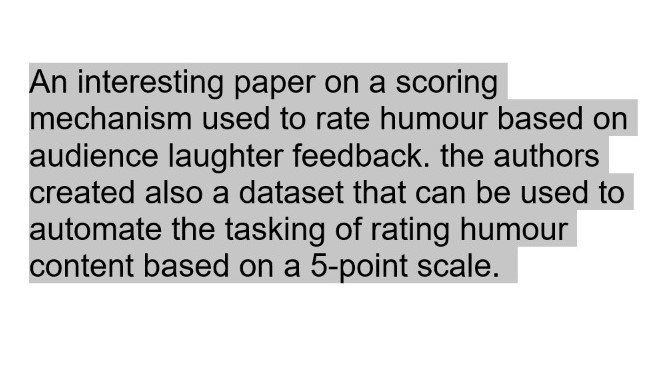 An interesting paper on a scoring
mechanism used to rate humour based on
audience laughter feedback. the authors
created also a dataset that can be used to
automate the tasking of rating humour
content based on a 5-point scale.